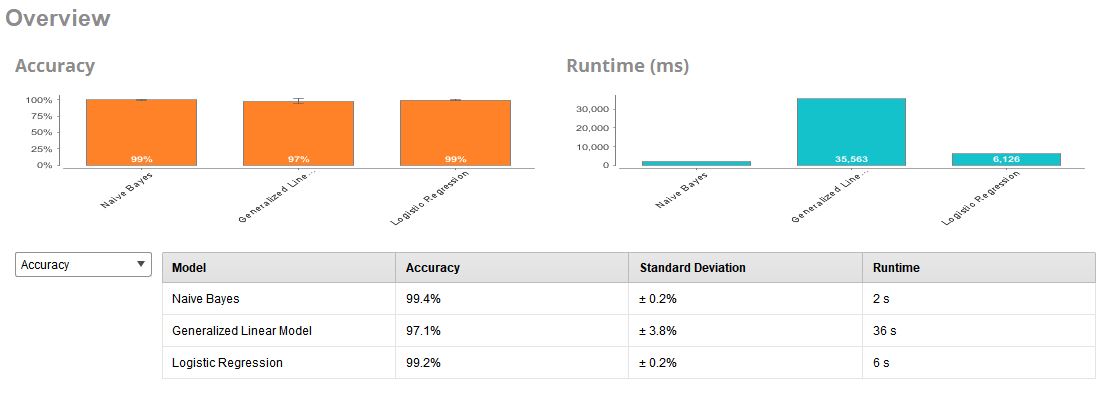 Overview
Accuracy
100%
75%
50%
25%
0%
99%
97%
99%
Naive Bayes
Generalized Line...
Logistic Regression
Runtime (ms)
30,000
20,000
10,000
0
35,563
6,126
Naive Bayes
Generalized Line...
Logistic Regression
Accuracy
Model Accuracy Standard Deviation Runtime
Naive Bayes 99.4% ± 0.2% 2 s
Generalized Linear Model 97.1% ± 3.8% 36 s
Logistic Regression 99.2% ± 0.2% 6 s